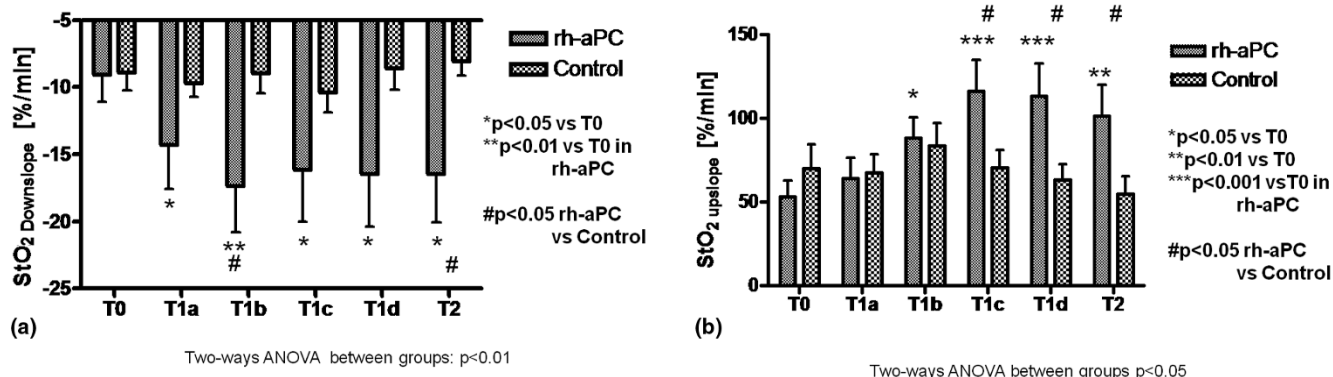 -5
-10
-15
-20
-25
StO2 Downslope [%/mIn]
rh-aPC
Control
*p<0.05 vs T0
**p<0.01 vs T0 in
rh-aPC
#p<0.05 rh-aPC
vs Control
* ** * * *
# #
T0 T1a T1b T1c T1d T2
(a)
Two-ways ANOVA between groups: p<0.01
# # #
* *** *** **
150
100
50
0
StO2 upslope [%/mIn]
rh-aPC
Control
*p<0.05 vs T0
**p<0.01 vs T0
***p<0.001 vsT0 in
rh-aPC
#p<0.05 rh-aPC
vs Control
T0 T1a T1b T1c T1d T2
(b)
Two-ways ANOVA between groups p<0.05